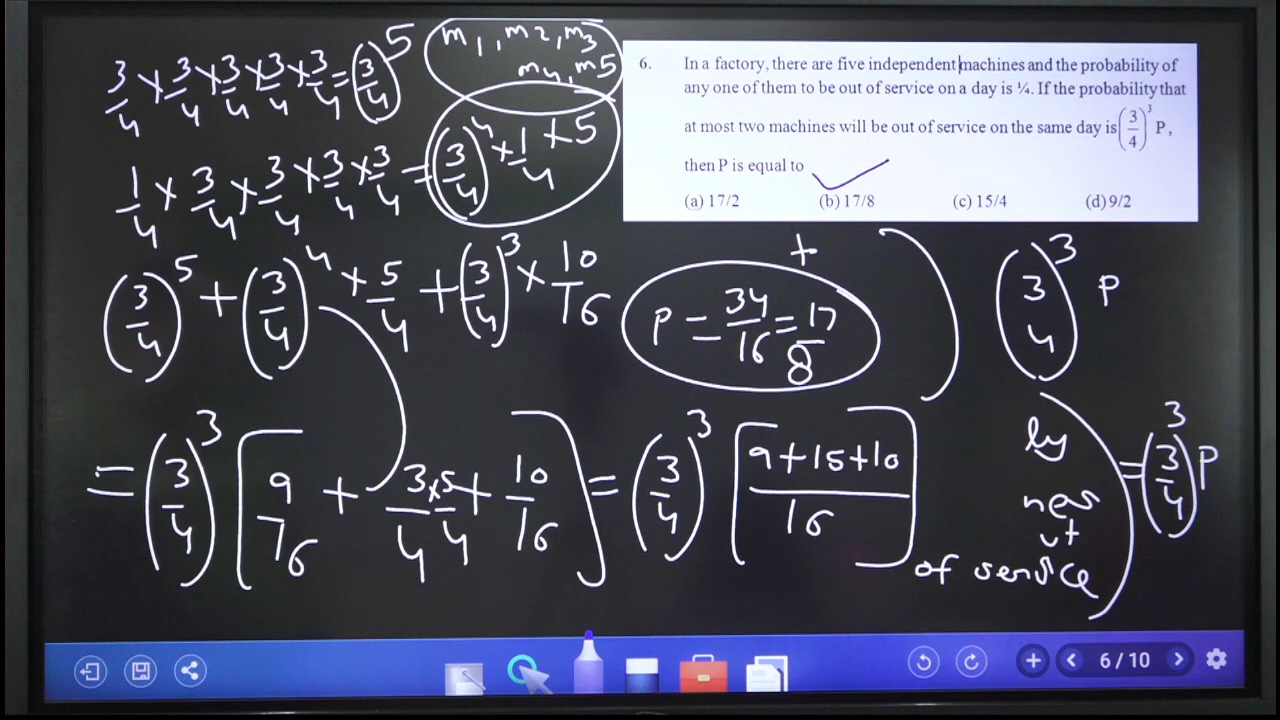 3/4 × 3/4 × 3/4 × 3/4 × 3/4 = (3/4)^5
m1, m2, m3
m4, m5
1/4 × 3/4 × 3/4 × 3/4 × 3/4 = (3/4)^4 × 1/4 × 5
6. In a factory, there are five independent machines and the probability of
any one of them to be out of service on a day is ¼. If the probability that
at most two machines will be out of service on the same day is (3/4)^3 P,
then P is equal to
(a) 17/2 (b) 17/8 (c) 15/4 (d) 9/2
(3/4)^5 + (3/4)^4 × 5/4 + (3/4)^3 × 10/16
+
P = 34/16 = 17/8
(3 4)^3 P
= (3/4)^3 [9/16 + 3/4 × 5/4 + 10/16] = (3/4)^3 [9+15+10/16]
ly
nes
ut
of service
= (3/4)^3 P
6 / 10